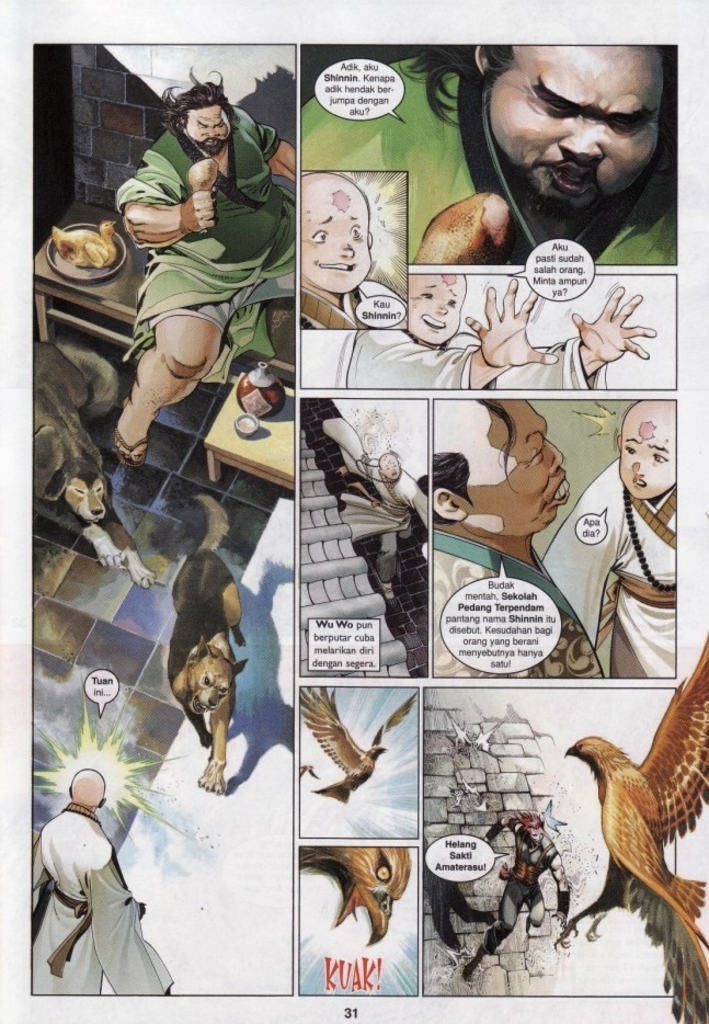 Tuan
ini...
Adik, aku
Shinnin. Kenapa
adik hendak ber-
jumpa dengan
aku?
Kau
Shinnin?
Aku
pasti sudah
salah orang.
Minta ampun
ya?
Wu Wo pun
berputar cuba
melarikan diri
dengan segera.
Apa
dia?
Budak
mentah, Sekolah
Pedang Terpendam
pantang nama Shinnin itu
disebut. Kesudahan bagi
orang yang berani
menyebutnya hanya
satu!
KUAK!
Helang
Sakti
Amaterasu!
31